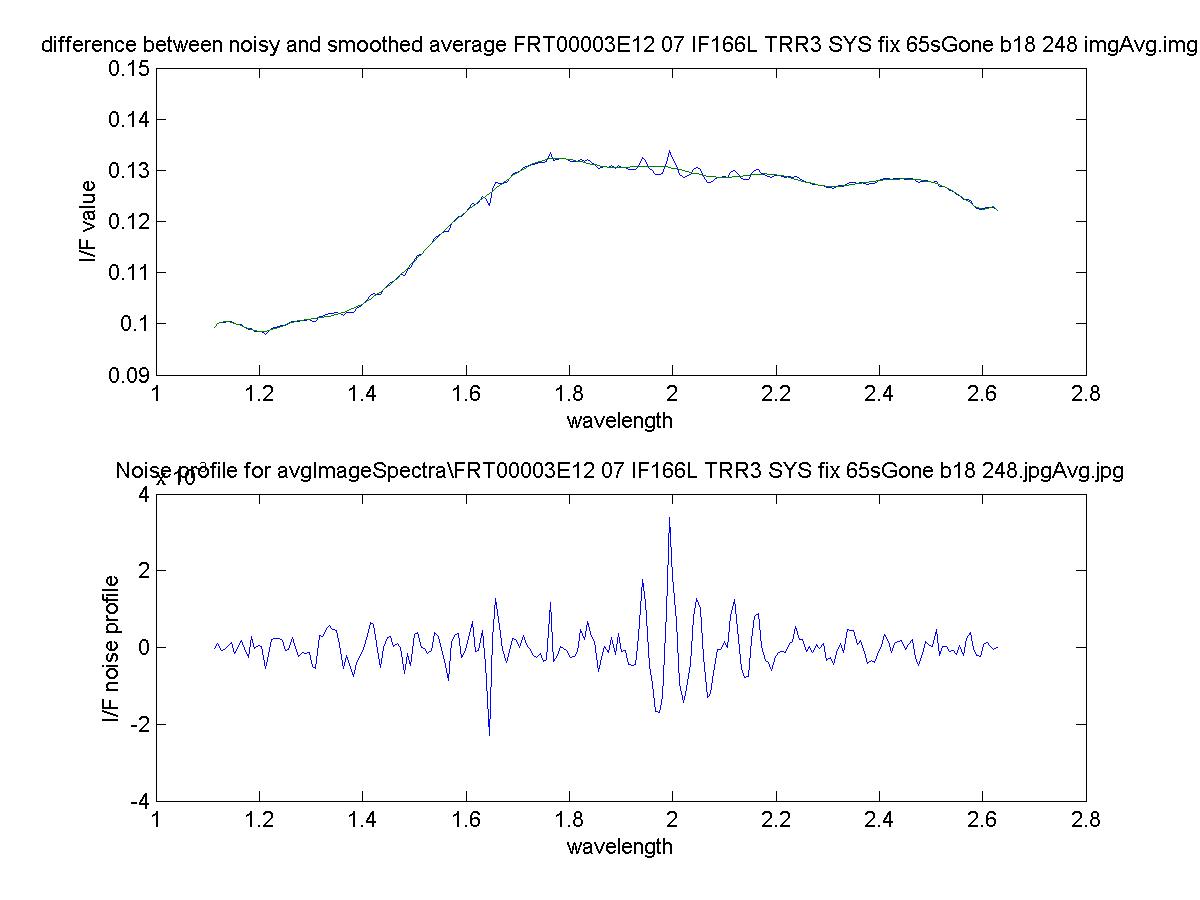 difference between noisy and smoothed average FRT00003E12 07 IF166L TRR3 SYS fix 65sGone b18 248 imgAvg.img
0.15
0.14
0.13
0.12
0.11
0.1
0.09
I/F value
1 1.2 1.4 1.6 1.8 2 2.2 2.4 2.6 2.8
wavelength
Noise profile for avgImageSpectra\FRT00003E12 07 IF166L TRR3 SYS fix 65sGone b18 248.jpgAvg.jpg
x 10
4
2
0
-2
-4
I/F noise profile
1 1.2 1.4 1.6 1.8 2 2.2 2.4 2.6 2.8
wavelength